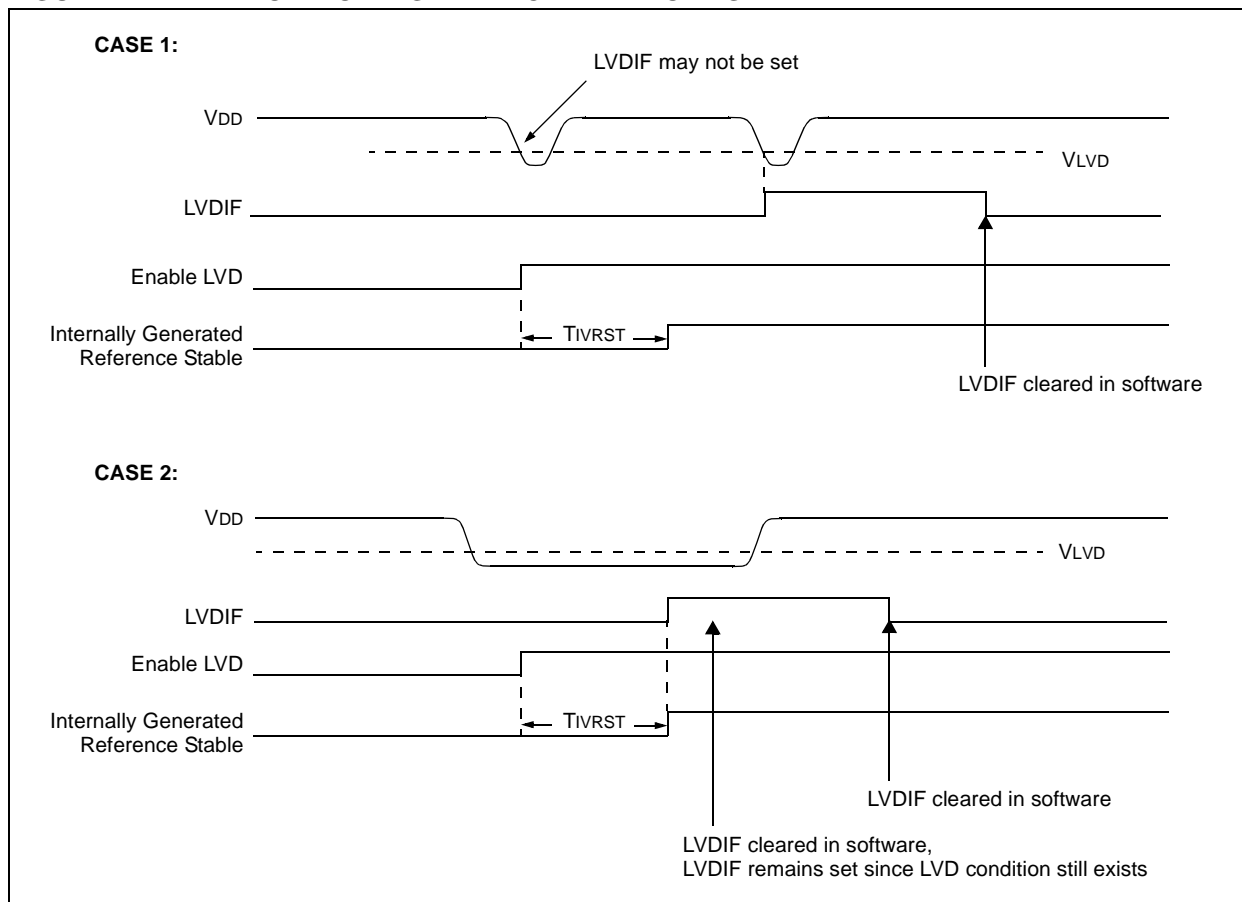 CASE 1:
LVDIF may not be set
VDD
VLVD
LVDIF
Enable LVD
Internally Generated
Reference Stable
TIVRST
LVDIF cleared in software
CASE 2:
VDD
VLVD
LVDIF
Enable LVD
Internally Generated
Reference Stable
TIVRST
LVDIF cleared in software
LVDIF cleared in software,
LVDIF remains set since LVD condition still exists